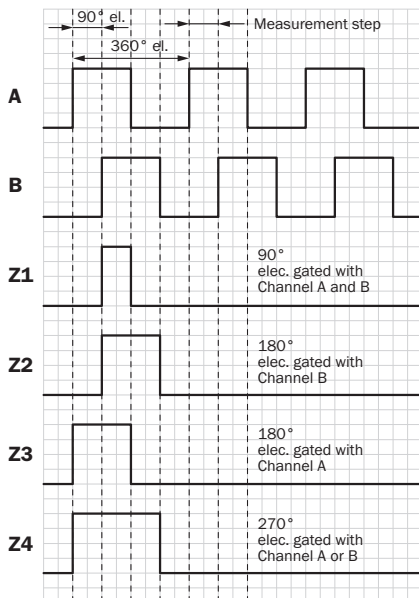 90° el.
Measurement step
360° el.
A
B
Z1
90°
elec. gated with
Channel A and B
Z2
180°
elec. gated with
Channel B
Z3
180°
elec. gated with
Channel A
Z4
270°
elec. gated with
Channel A or B